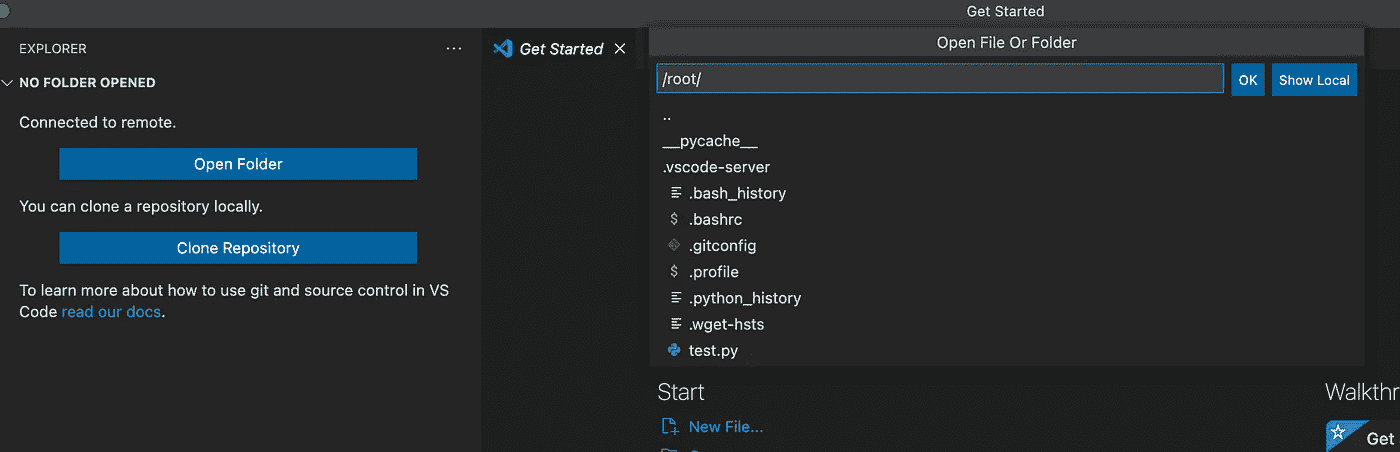 Get Started
EXPLORER
...
NO FOLDER OPENED
Connected to remote.
Open Folder
You can clone a repository locally.
Clone Repository
To learn more about how to use git and source control in VS
Code read our docs.
Get Started
Open File Or Folder
/root/
OK
Show Local
..
__pycache__
.vscode-server
.bash_history
$ .bashrc
.gitconfig
$ .profile
.python_history
.wget-hsts
test.py
Start
New File...
Walkthr
Get